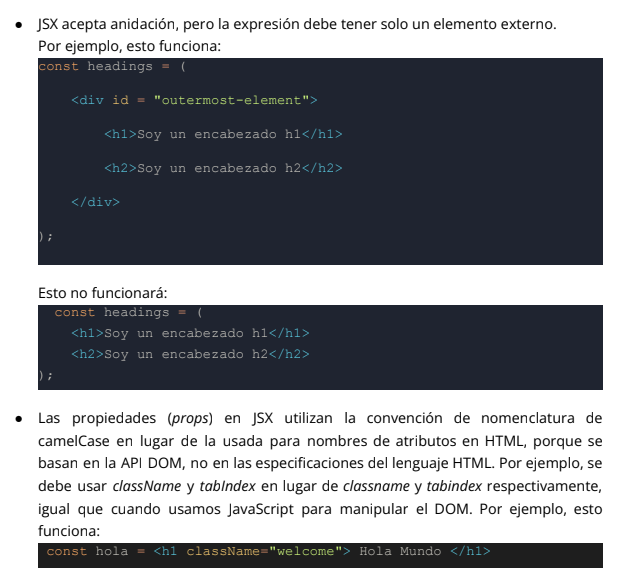 ● JSX acepta anidación, pero la expresión debe tener solo un elemento externo.
Por ejemplo, esto funciona:
const headings = (
<div id = "outermost-element">
<h1>Soy un encabezado h1</h1>
<h2>Soy un encabezado h2</h2>
</div>
);
Esto no funcionará:
const headings = (
<h1>Soy un encabezado h1</h1>
<h2>Soy un encabezado h2</h2>
);
● Las propiedades (props) en JSX utilizan la convención de nomenclatura de
camelCase en lugar de la usada para nombres de atributos en HTML, porque se
basan en la API DOM, no en las especificaciones del lenguaje HTML. Por ejemplo, se
debe usar className y tabIndex en lugar de classname y tabindex respectivamente,
igual que cuando usamos JavaScript para manipular el DOM. Por ejemplo, esto
funciona:
const hola = <h1 className="welcome"> Hola Mundo </h1>